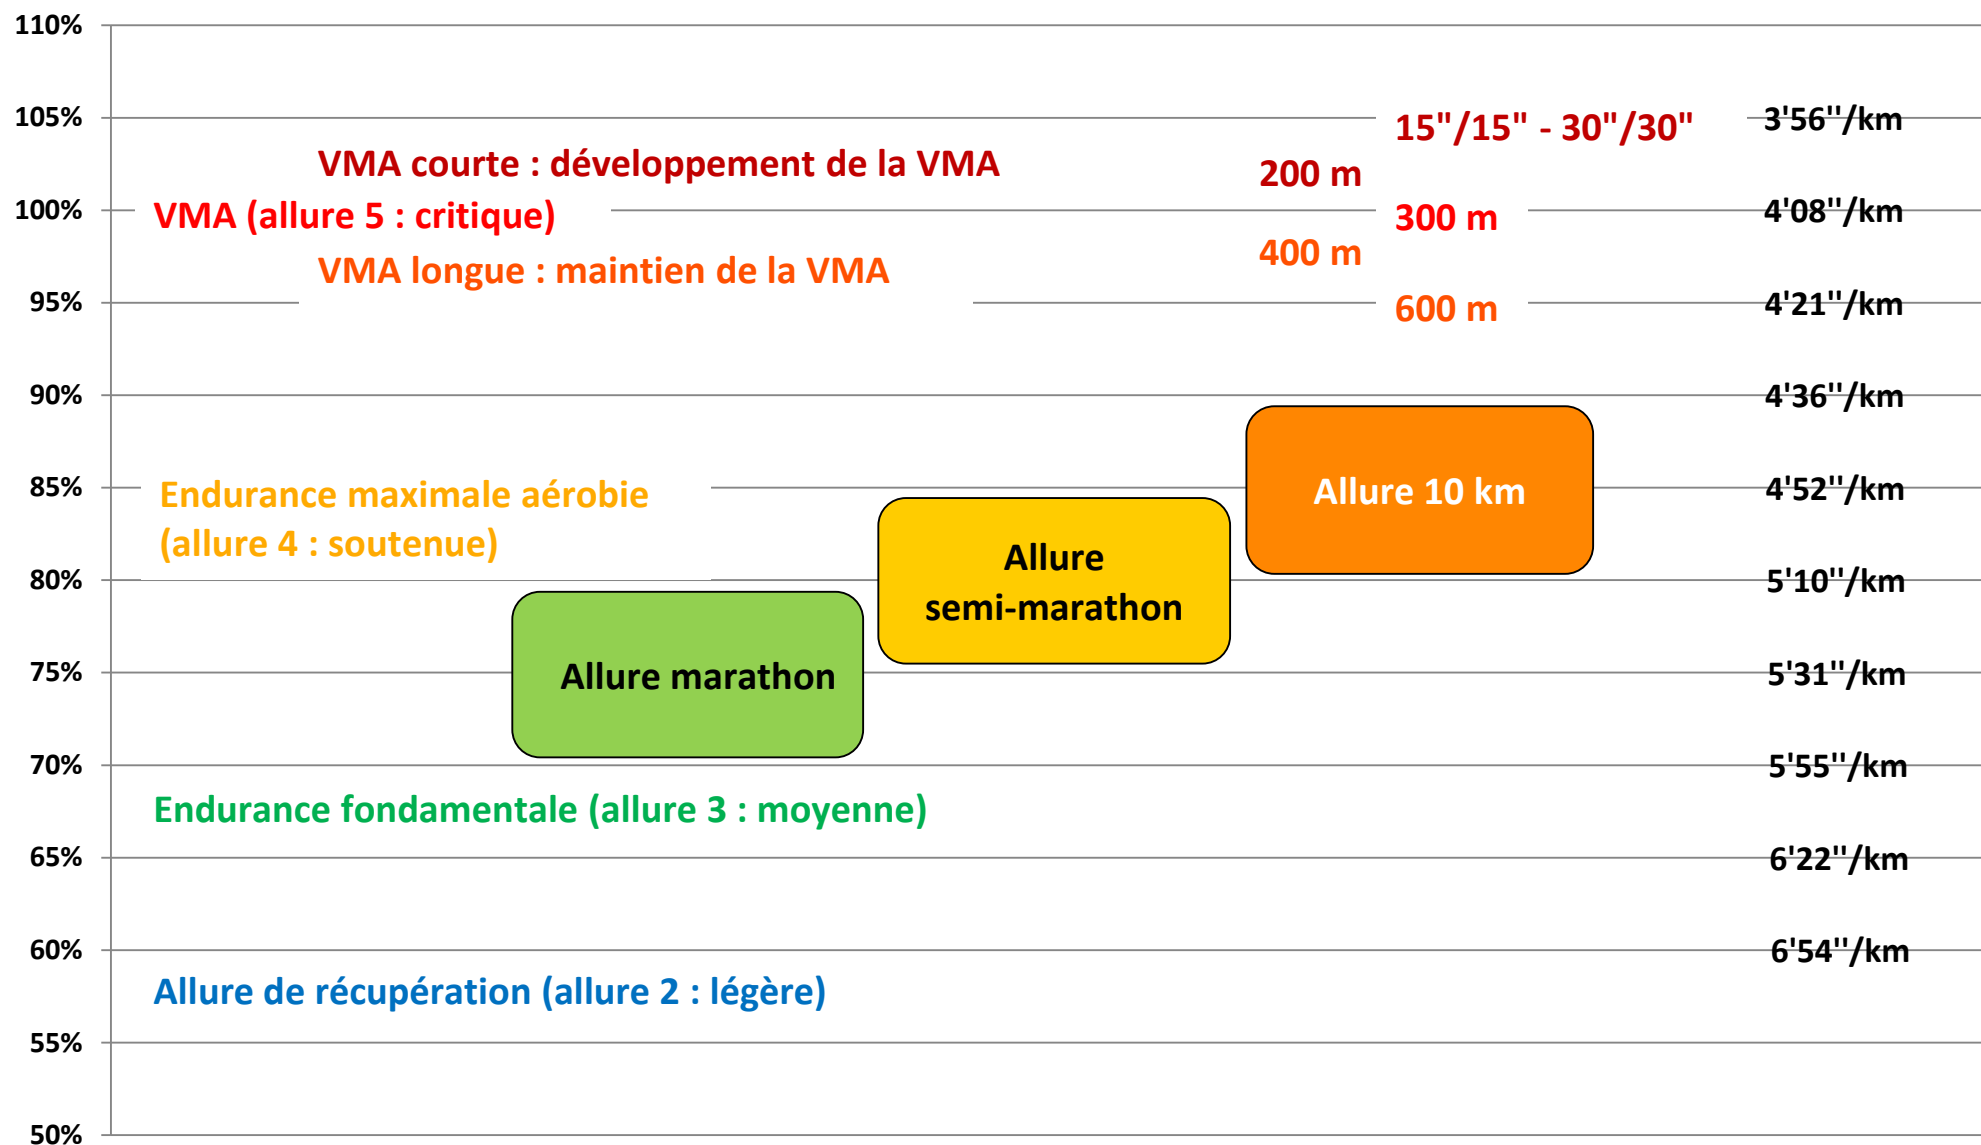 110%
105%
15"/15" - 30"/30"
3'56''/km
VMA courte : développement de la VMA
200 m
100%
VMA (allure 5 : critique)
300 m
4'08''/km
400 m
VMA longue : maintien de la VMA
95%
600 m
4'21''/km
90%
4'36''/km
85%
Endurance maximale aérobie
(allure 4 : soutenue)
Allure 10 km
4'52''/km
Allure
semi-marathon
80%
5'10''/km
75%
Allure marathon
5'31''/km
70%
5'55''/km
Endurance fondamentale (allure 3 : moyenne)
65%
6'22''/km
60%
6'54''/km
Allure de récupération (allure 2 : légère)
55%
50%